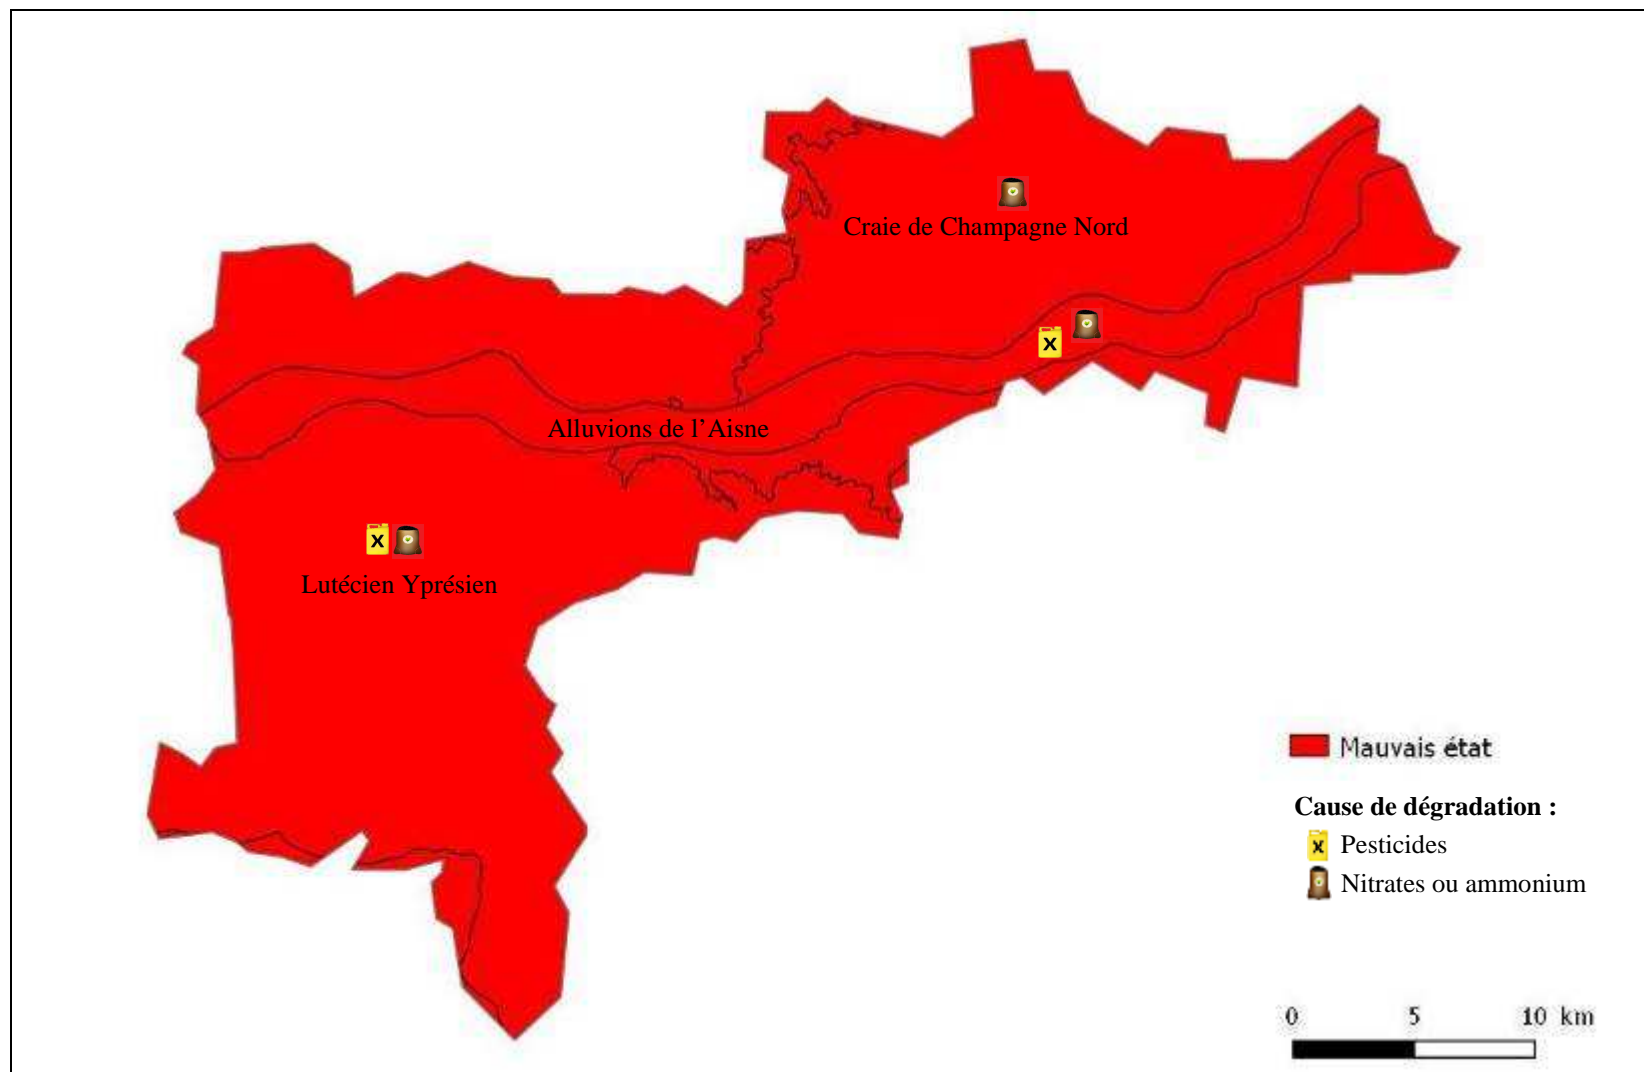 Craie de Champagne Nord
Alluvions de l’Aisne
Lutécien Yprésien
Mauvais état
Cause de dégradation :
X Pesticides
Nitrates ou ammonium
0 5 10 km